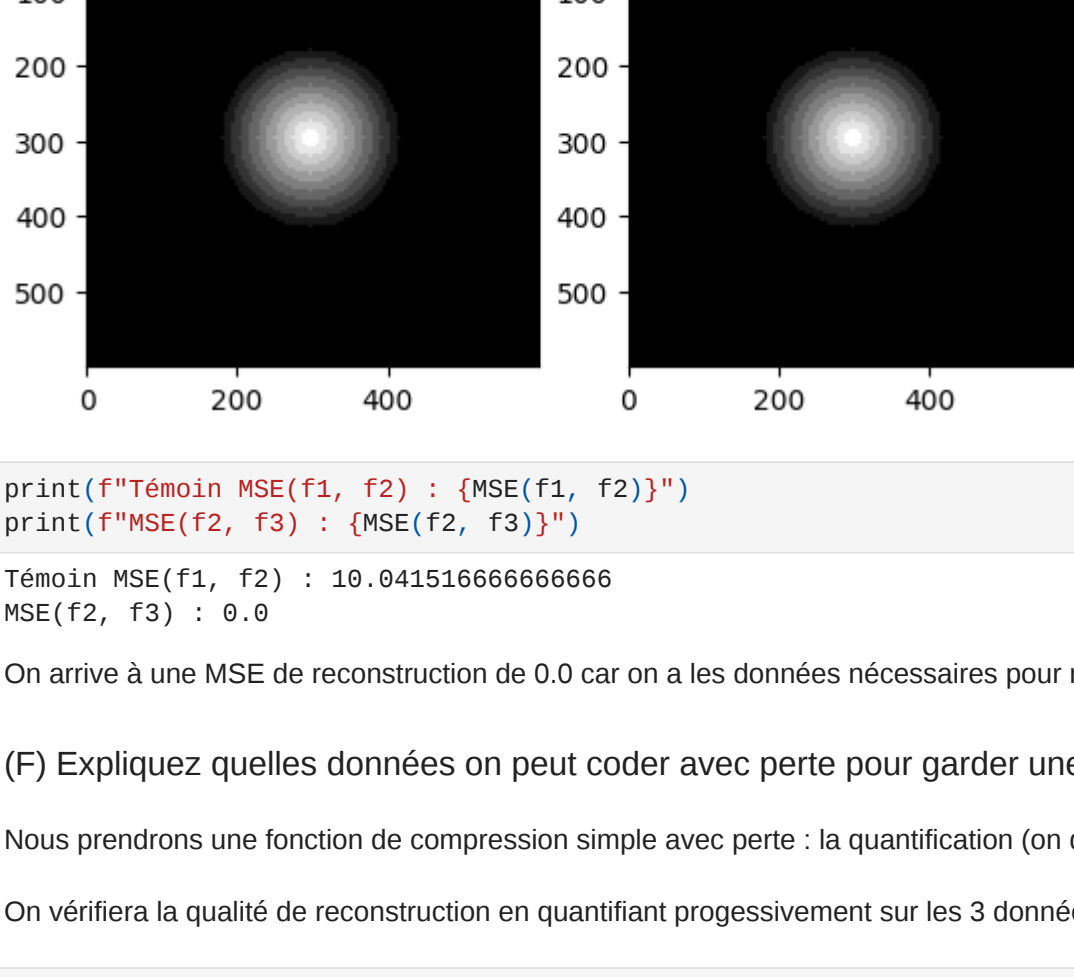 200 200
300 300
400 400
500 500
0 200 400 0 200 400
print(f"Témoin MSE(f1, f2) : {MSE(f1, f2)}")
print(f"MSE(f2, f3) : {MSE(f2, f3)}")
Témoin MSE(f1, f2) : 10.041516666666666
MSE(f2, f3) : 0.0
On arrive à une MSE de reconstruction de 0.0 car on a les données nécessaires pour
(F) Expliquez quelles données on peut coder avec perte pour garder une
Nous prendrons une fonction de compression simple avec perte : la quantification (on
On vérifiera la qualité de reconstruction en quantifiant progessivement sur les 3